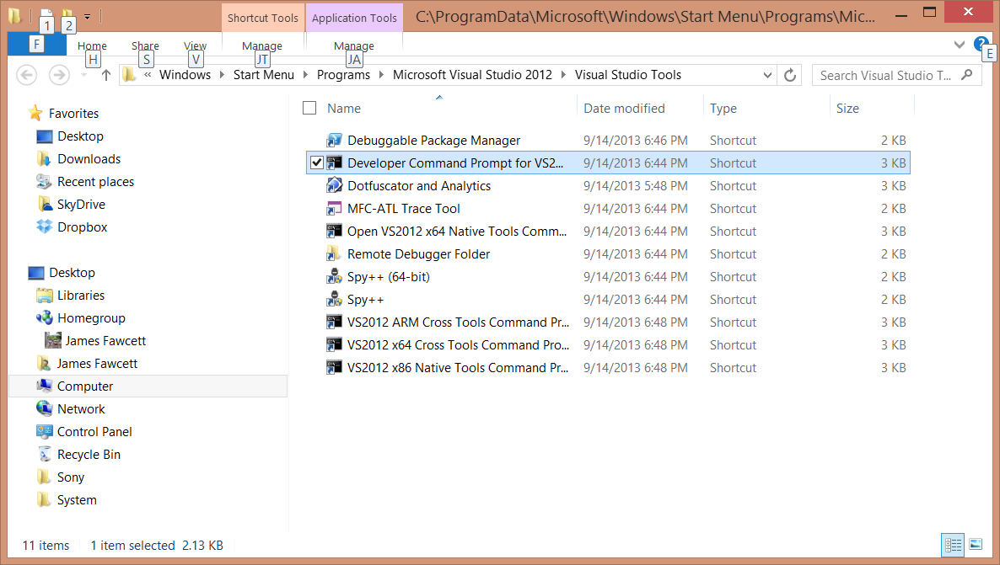 Shortcut Tools Application Tools C:\ProgramData\Microsoft\Windows\Start Menu\Programs\Mic...
1 2
F Home Share View Manage Manage
H S V JT JA E
« Windows Start Menu Programs Microsoft Visual Studio 2012 Visual Studio Tools Search Visual Studio T...
Favorites
Desktop
Downloads
Recent places
SkyDrive
Dropbox
Desktop
Libraries
Homegroup
James Fawcett
James Fawcett
Computer
Network
Control Panel
Recycle Bin
Sony
System
Name Date modified Type Size
Debuggable Package Manager 9/14/2013 6:46 PM Shortcut 2 KB
Developer Command Prompt for VS2... 9/14/2013 6:44 PM Shortcut 3 KB
Dotfuscator and Analytics 9/14/2013 5:48 PM Shortcut 3 KB
MFC-ATL Trace Tool 9/14/2013 6:44 PM Shortcut 2 KB
Open VS2012 x64 Native Tools Comm... 9/14/2013 6:44 PM Shortcut 3 KB
Remote Debugger Folder 9/14/2013 6:44 PM Shortcut 2 KB
Spy++ (64-bit) 9/14/2013 6:44 PM Shortcut 2 KB
Spy++ 9/14/2013 6:44 PM Shortcut 2 KB
VS2012 ARM Cross Tools Command Pr... 9/14/2013 6:48 PM Shortcut 3 KB
VS2012 x64 Cross Tools Command Pro... 9/14/2013 6:48 PM Shortcut 3 KB
VS2012 x86 Native Tools Command Pr... 9/14/2013 6:48 PM Shortcut 3 KB
11 items 1 item selected 2.13 KB